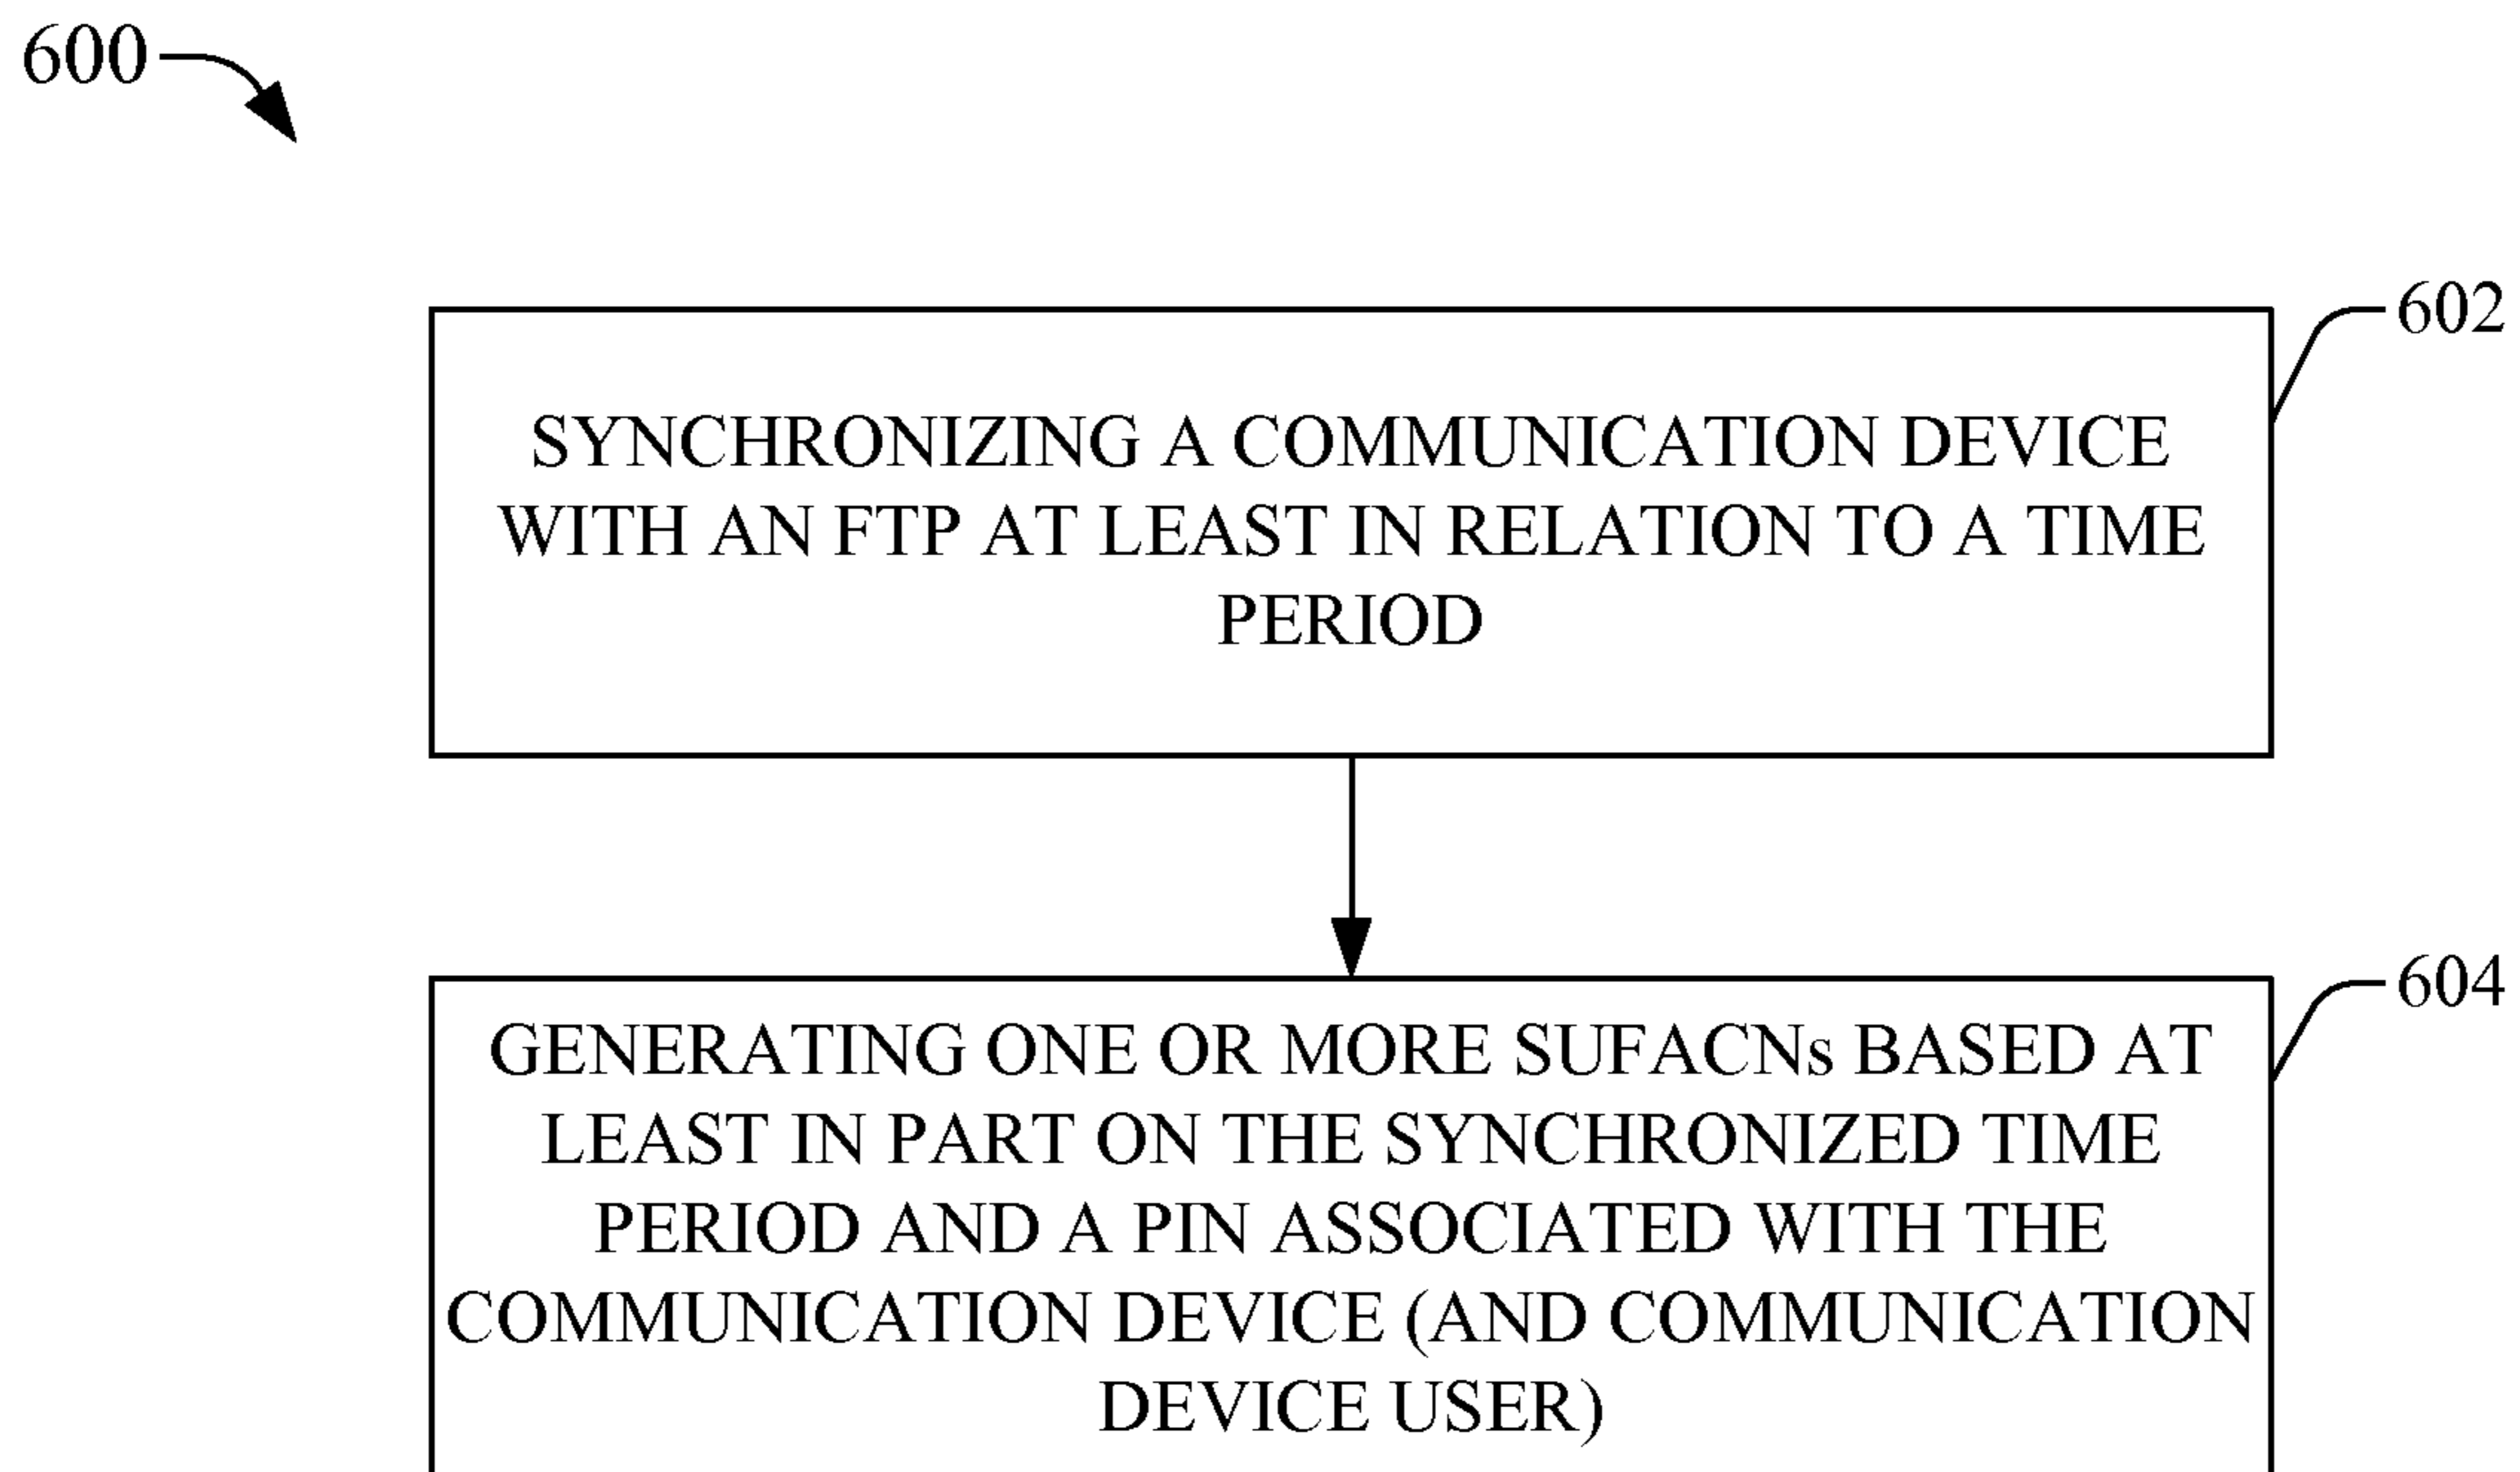 600
602
SYNCHRONIZING A COMMUNICATION DEVICE
WITH AN FTP AT LEAST IN RELATION TO A TIME
PERIOD
604
GENERATING ONE OR MORE SUFACNs BASED AT
LEAST IN PART ON THE SYNCHRONIZED TIME
PERIOD AND A PIN ASSOCIATED WITH THE
COMMUNICATION DEVICE (AND COMMUNICATION
DEVICE USER)